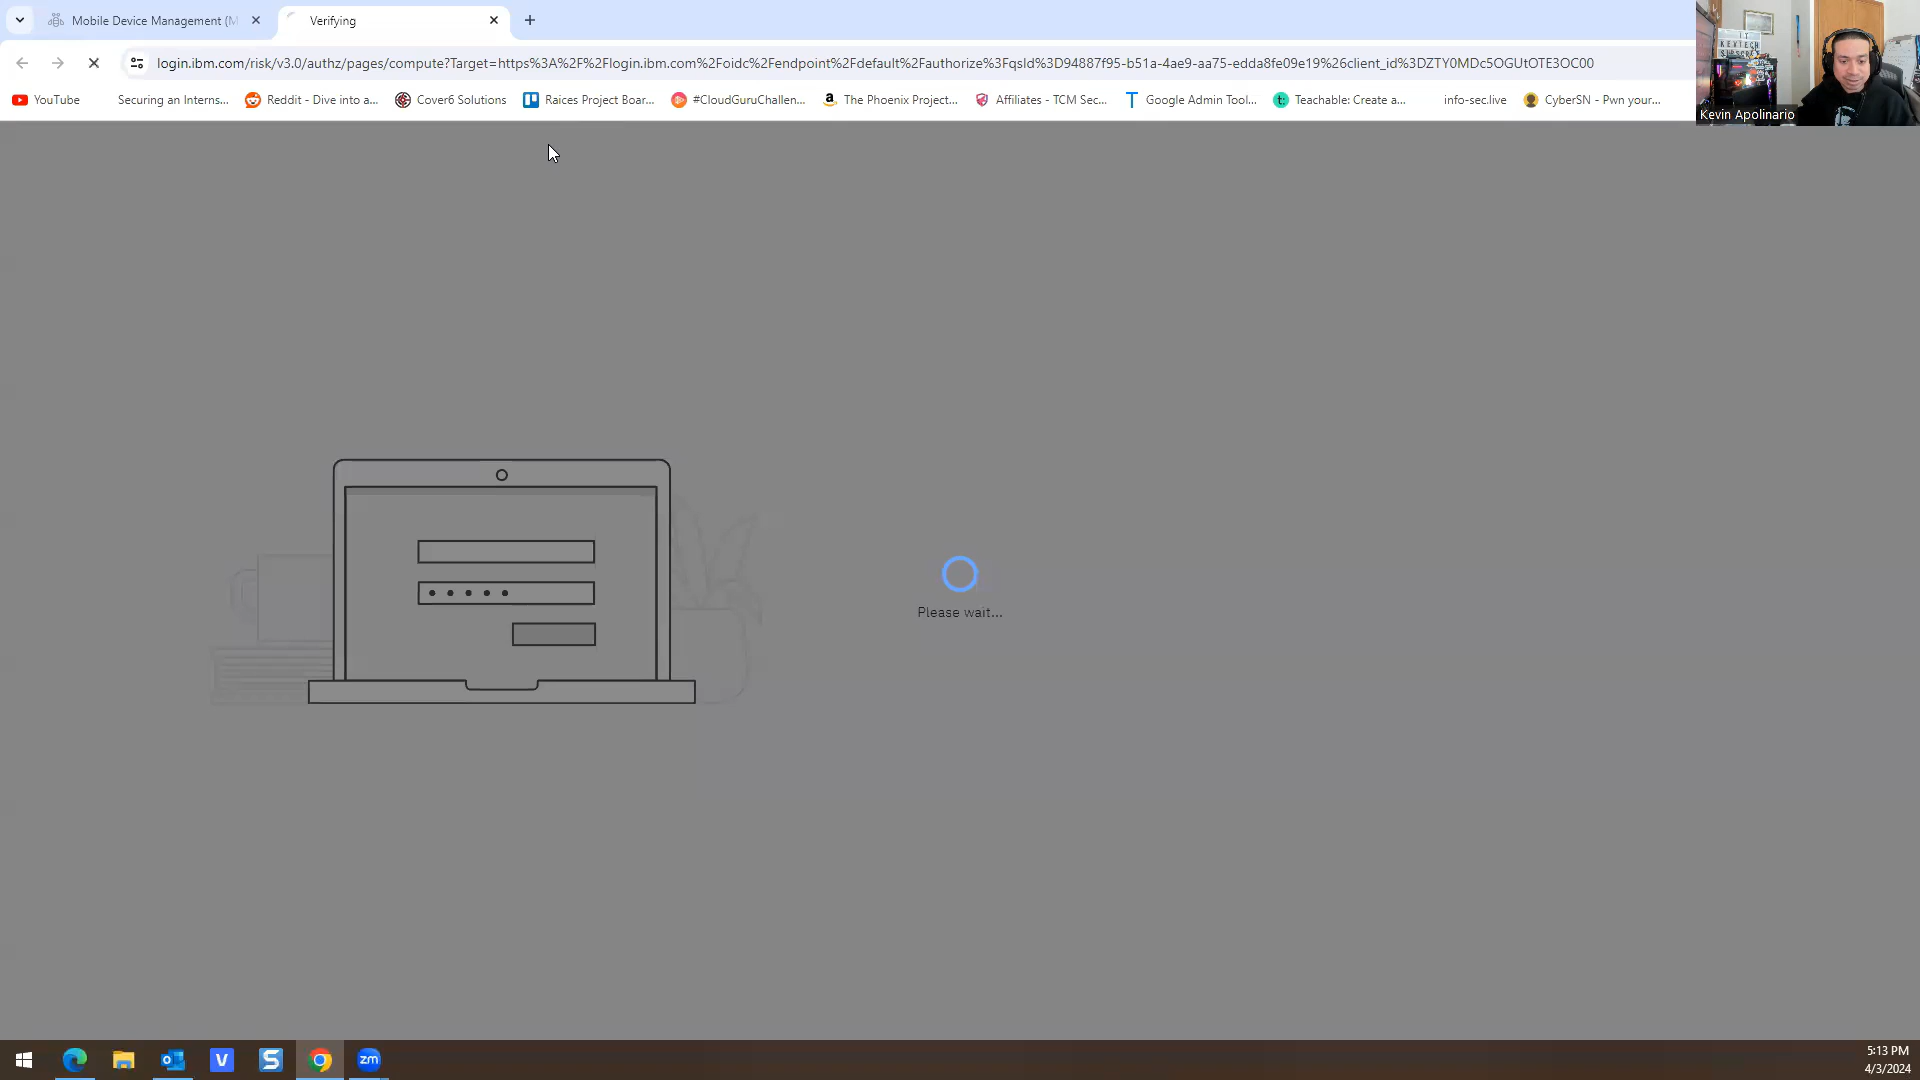 Mobile Device Management (M
Verifying
login.ibm.com/risk/v3.0/authz/pages/compute?Target=https%3A%2F%2Flogin.ibm.com%2Foidc%2Fendpoint%2Fdefault%2Fauthorize%3FqsId%3D94887f95-b51a-4ae9-aa75-edda8fe09e19%26client_id%3DZTY0MDc5OGUtOTE3OC00
YouTube
Securing an Interns...
Reddit - Dive into a...
Cover6 Solutions
Raices Project Boar...
#CloudGuruChallen...
The Phoenix Project...
Affiliates - TCM Sec...
Google Admin Tool...
Teachable: Create a...
info-sec.live
CyberSN - Pwn your...
Kevin Apolinario
Please wait...
zm
5:13 PM
4/3/2024